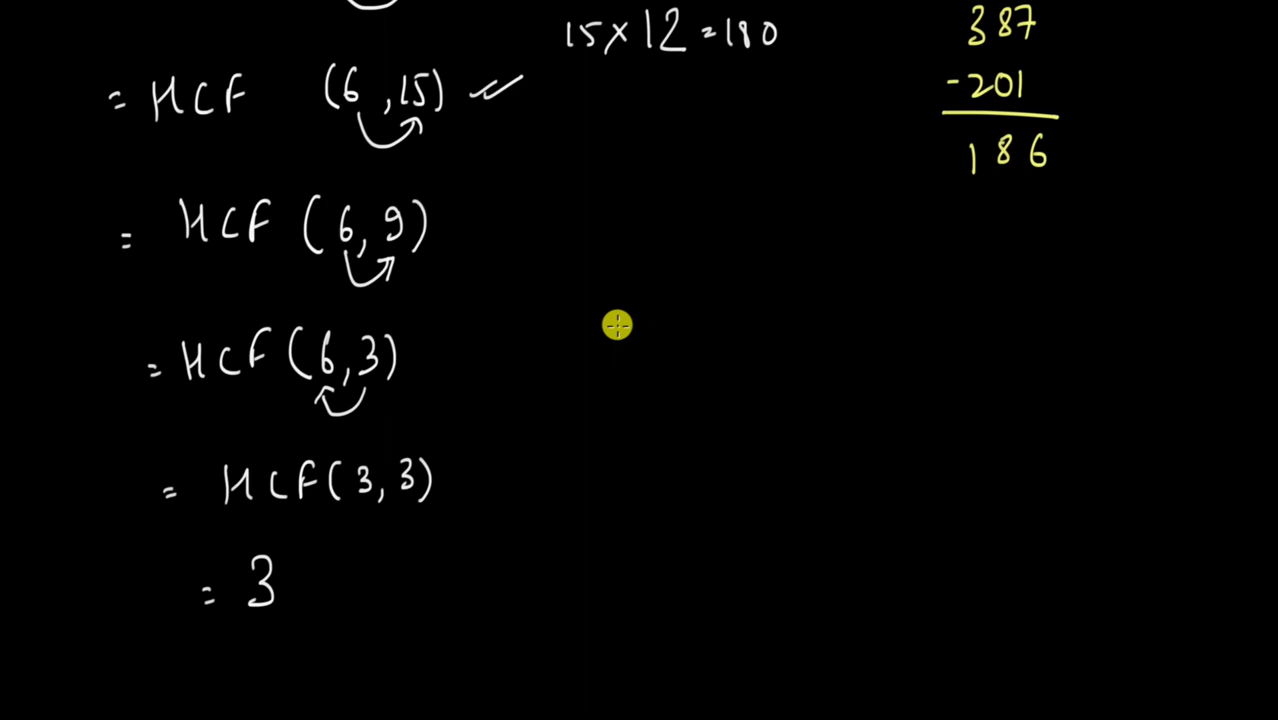 15 × 12 = 180
387
= HCF (6, 15)
-201
186
= HCF (6, 9)
= HCF (6, 3)
= HCF (3, 3)
= 3